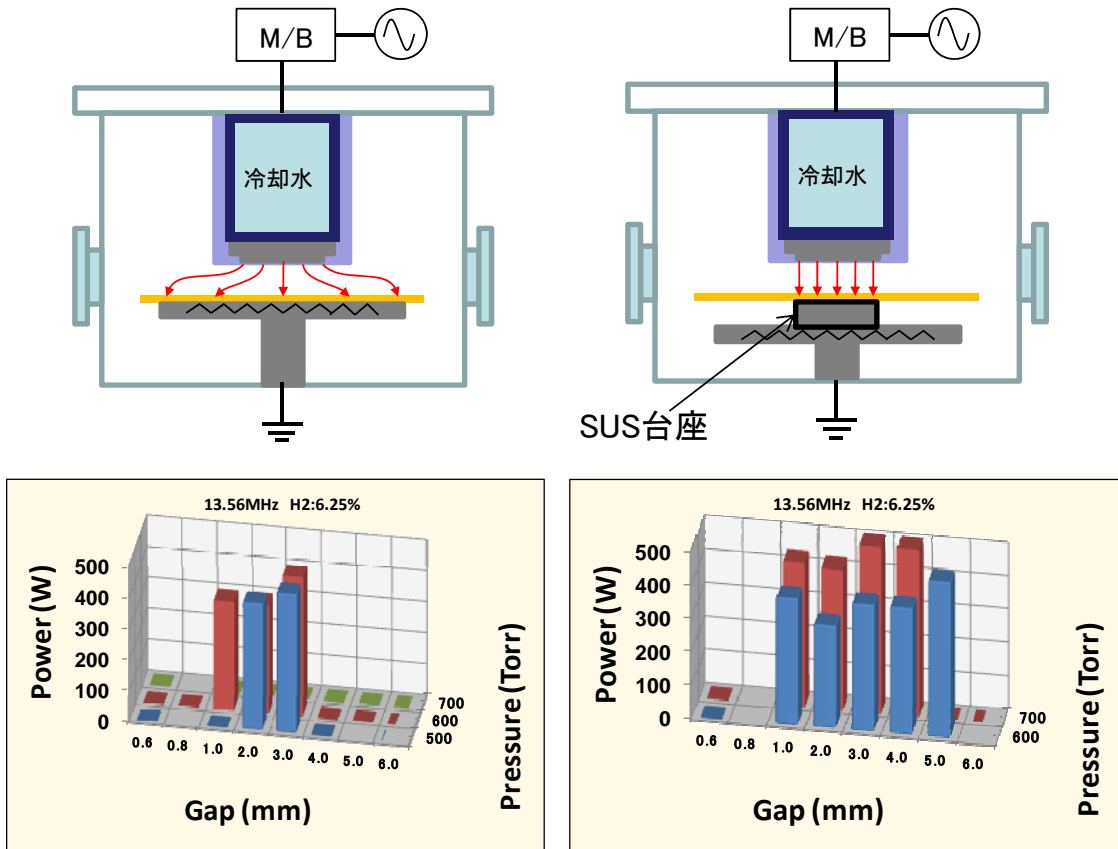 M/B
M/B
冷却水
冷却水
SUS台座
13.56MHz H2:6.25%
Power (W)
500
400
300
200
100
0
0.6
0.8
1.0
2.0
3.0
4.0
5.0
6.0
700
600
500
Pressure (Torr)
Gap (mm)
13.56MHz H2:6.25%
Power (W)
500
400
300
200
100
0
0.6
0.8
1.0
2.0
3.0
4.0
5.0
6.0
700
600
Pressure (Torr)
Gap (mm)